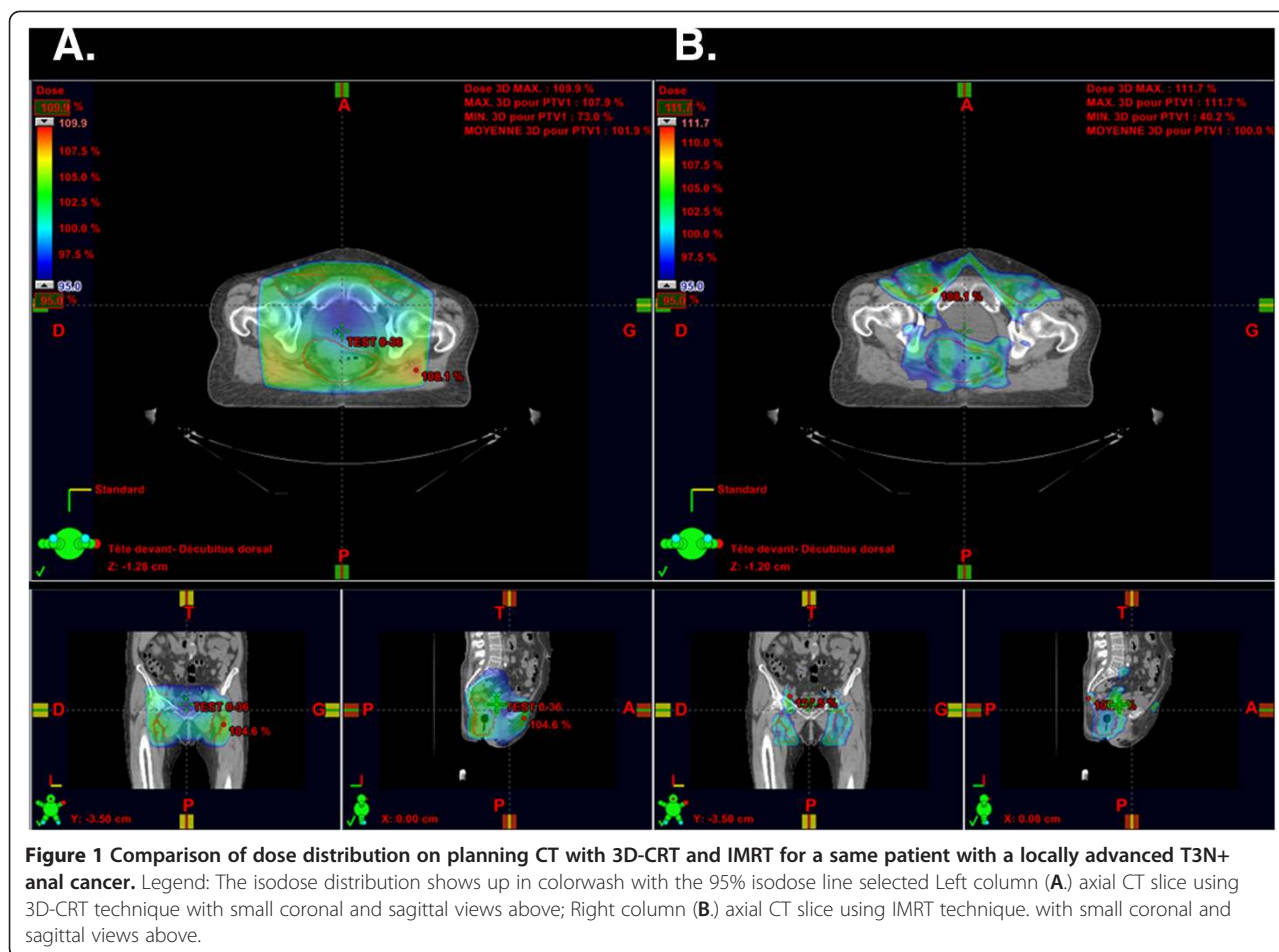 A.
B.
Dose
109.9 %
109.9
107.5 %
105.0 %
102.5 %
100.0 %
97.5 %
95.0
95.0 %
Dose 3D MAX. : 109.9 %
MAX. 3D pour PTV1 : 107.9 %
MIN. 3D pour PTV1 : 73.0 %
MOYENNE 3D pour PTV1 : 101.9 %
A
D
TEST 0-36
108.1 %
Standard
Tête devant- Décubitus dorsal
Z: -1.28 cm
P
Dose
111.7 %
111.7
110.0 %
107.5 %
105.0 %
102.5 %
100.0 %
97.5 %
95.0
95.0 %
Dose 3D MAX. : 111.7 %
MAX. 3D pour PTV1 : 111.7 %
MIN. 3D pour PTV1 : 40.2 %
MOYENNE 3D pour PTV1 : 100.0 %
A
108.1 %
D
G
Standard
Tête devant- Décubitus dorsal
Z: -1.20 cm
P
T
D
TEST 0-36
G
104.6 %
P
Y: -3.50 cm
T
P
TEST 0-36
A
104.6 %
P
X: 0.00 cm
T
D
G
P
Y: -3.50 cm
T
P
A
P
X: 0.00 cm
Figure 1 Comparison of dose distribution on planning CT with 3D-CRT and IMRT for a same patient with a locally advanced T3N+
anal cancer. Legend: The isodose distribution shows up in colorwash with the 95% isodose line selected Left column (A.) axial CT slice using
3D-CRT technique with small coronal and sagittal views above; Right column (B.) axial CT slice using IMRT technique. with small coronal and
sagittal views above.